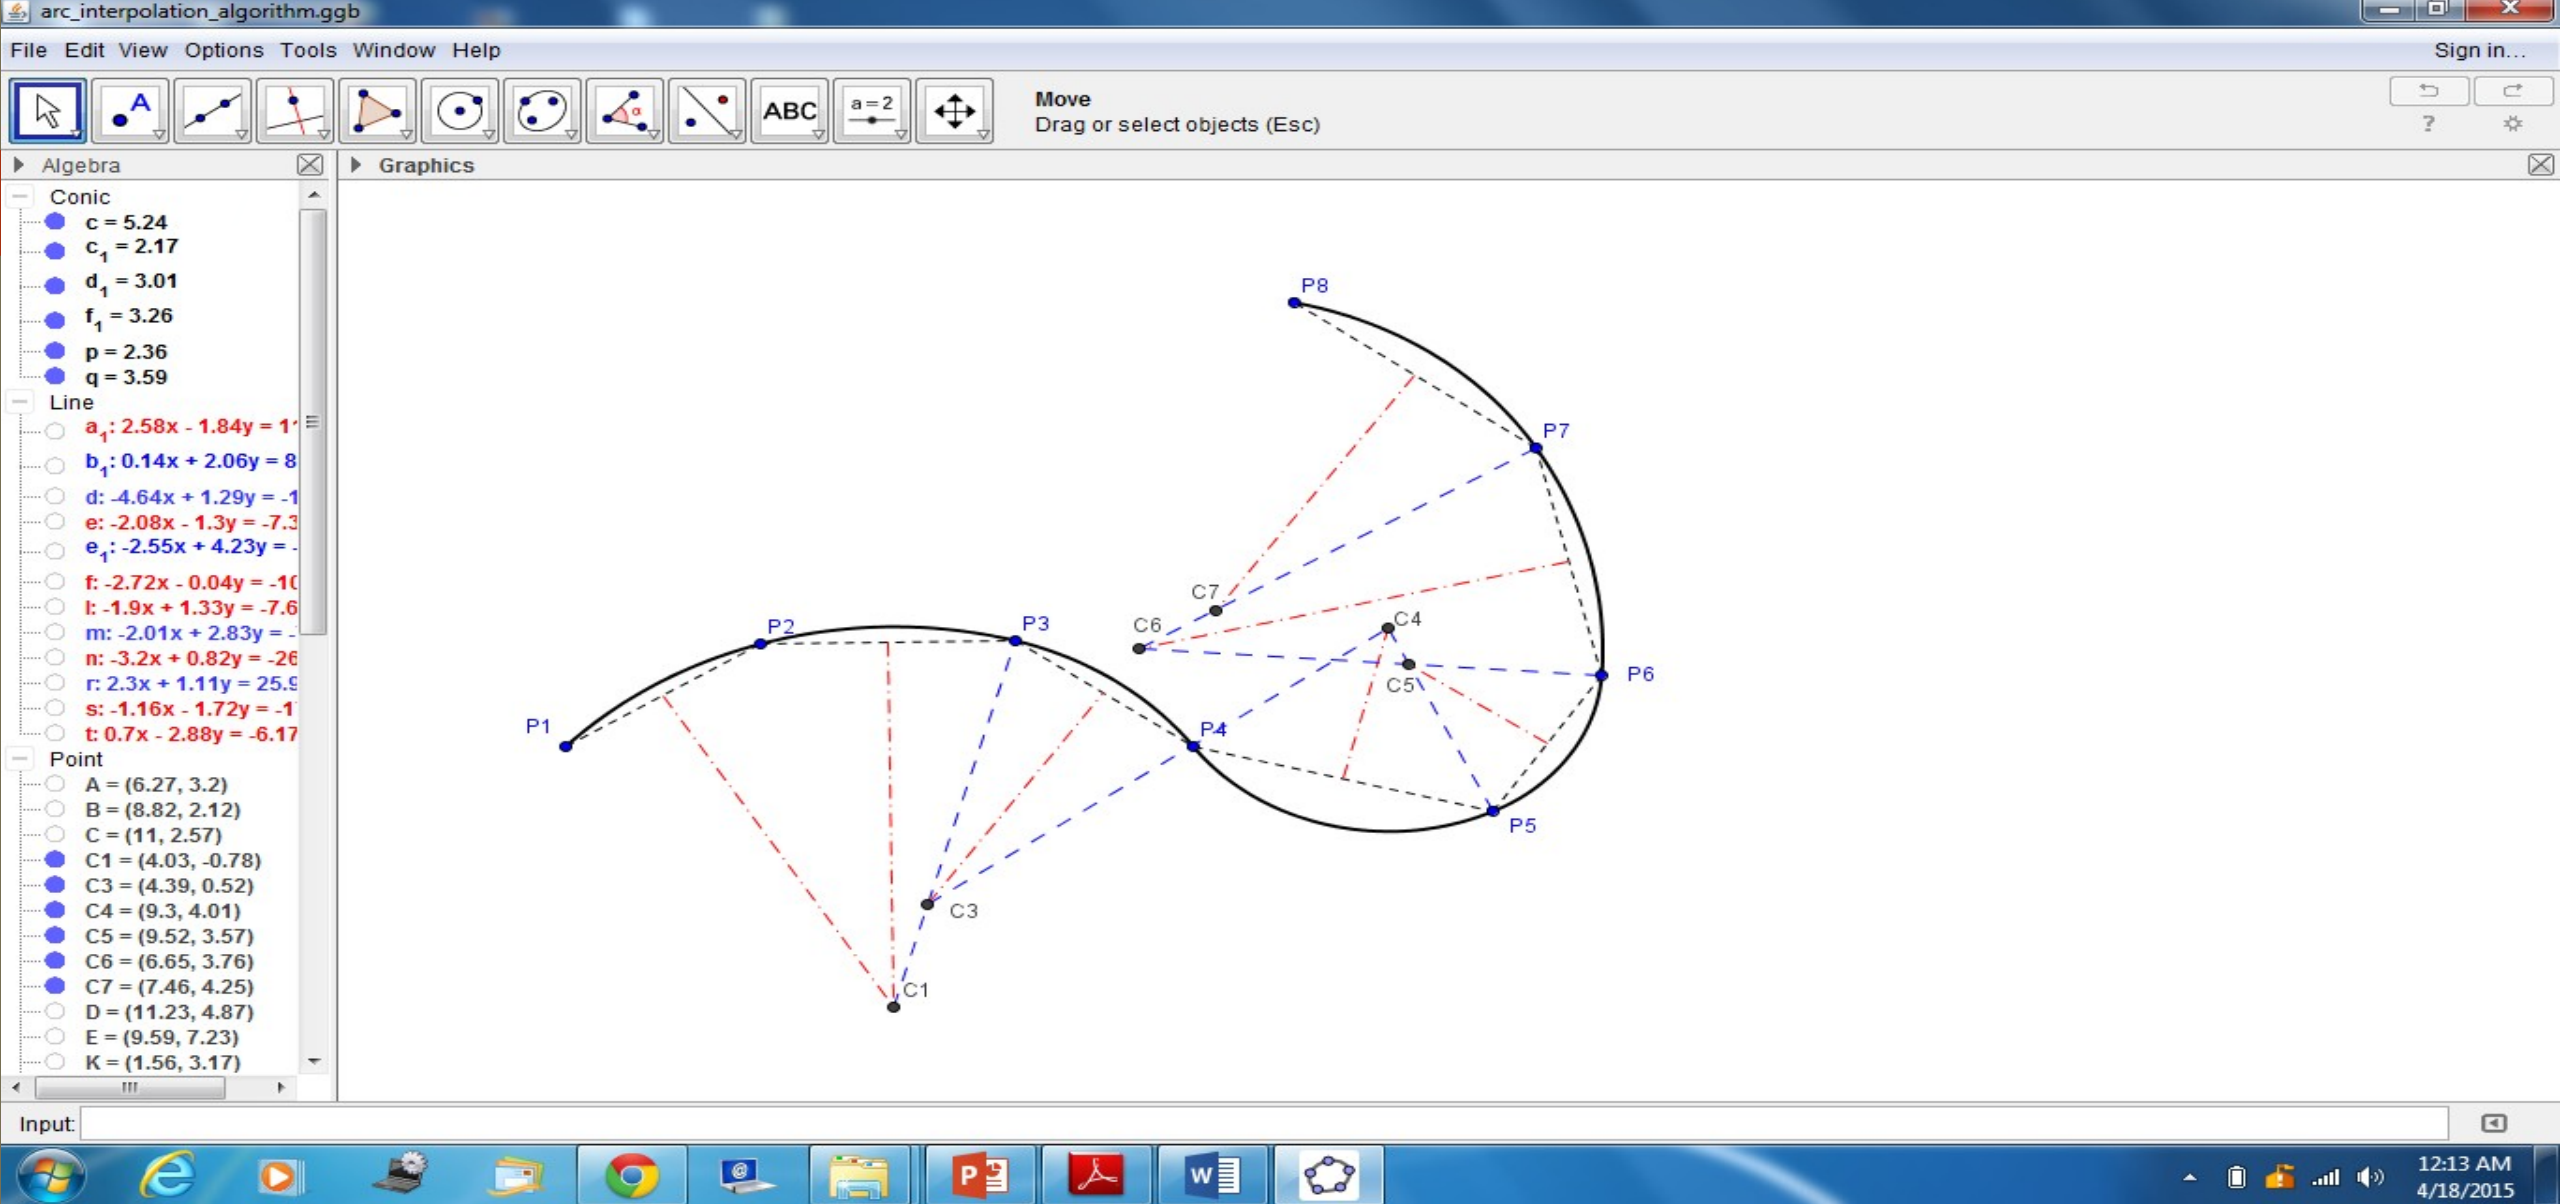 arc_interpolation_algorithm.ggb
File Edit View Options Tools Window Help
Sign in...
A
α
ABC
a=2
Move
Drag or select objects (Esc)
?
Algebra
Graphics
Conic
c = 5.24
c₁ = 2.17
d₁ = 3.01
f₁ = 3.26
p = 2.36
q = 3.59
Line
a₁: 2.58x - 1.84y = 1
b₁: 0.14x + 2.06y = 8
d: -4.64x + 1.29y = -1
e: -2.08x - 1.3y = -7.3
e₁: -2.55x + 4.23y = -
f: -2.72x - 0.04y = -10
l: -1.9x + 1.33y = -7.6
m: -2.01x + 2.83y = -
n: -3.2x + 0.82y = -26
r: 2.3x + 1.11y = 25.9
s: -1.16x - 1.72y = -1
t: 0.7x - 2.88y = -6.17
Point
A = (6.27, 3.2)
B = (8.82, 2.12)
C = (11, 2.57)
C1 = (4.03, -0.78)
C3 = (4.39, 0.52)
C4 = (9.3, 4.01)
C5 = (9.52, 3.57)
C6 = (6.65, 3.76)
C7 = (7.46, 4.25)
D = (11.23, 4.87)
E = (9.59, 7.23)
K = (1.56, 3.17)
P8
P7
C7
C6
C4
P2
P3
P6
C5
P1
P4
P5
C3
C1
Input:
12:13 AM
4/18/2015